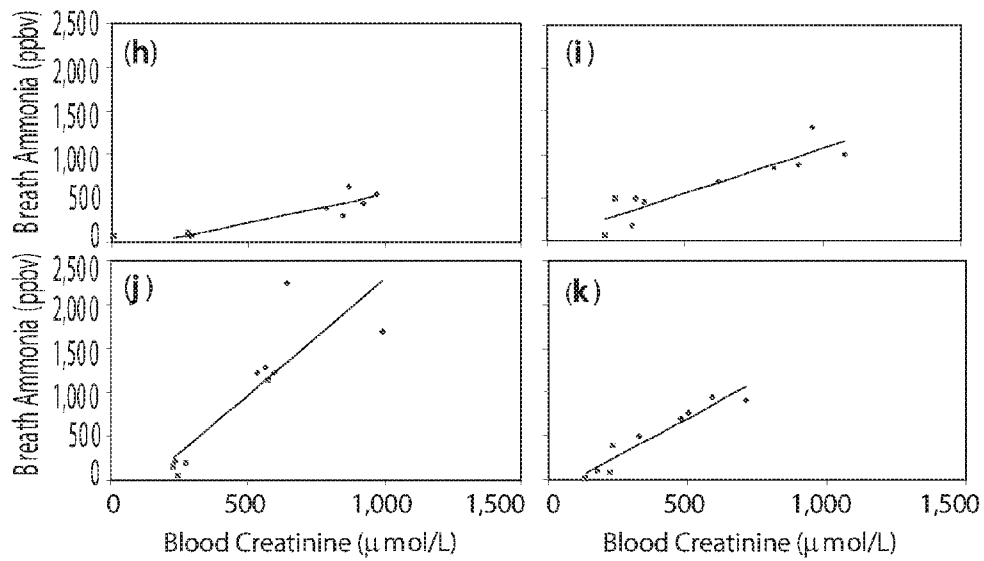 Breath Ammonia (ppbv)
2,500
2,000
1,500
1,000
500
0
(h)
(i)
Breath Ammonia (ppbv)
2,500
2,000
1,500
1,000
500
0
(j)
(k)
0 500 1,000 1,500
0 500 1,000 1,500
Blood Creatinine (μ mol/L)
Blood Creatinine (μ mol/L)